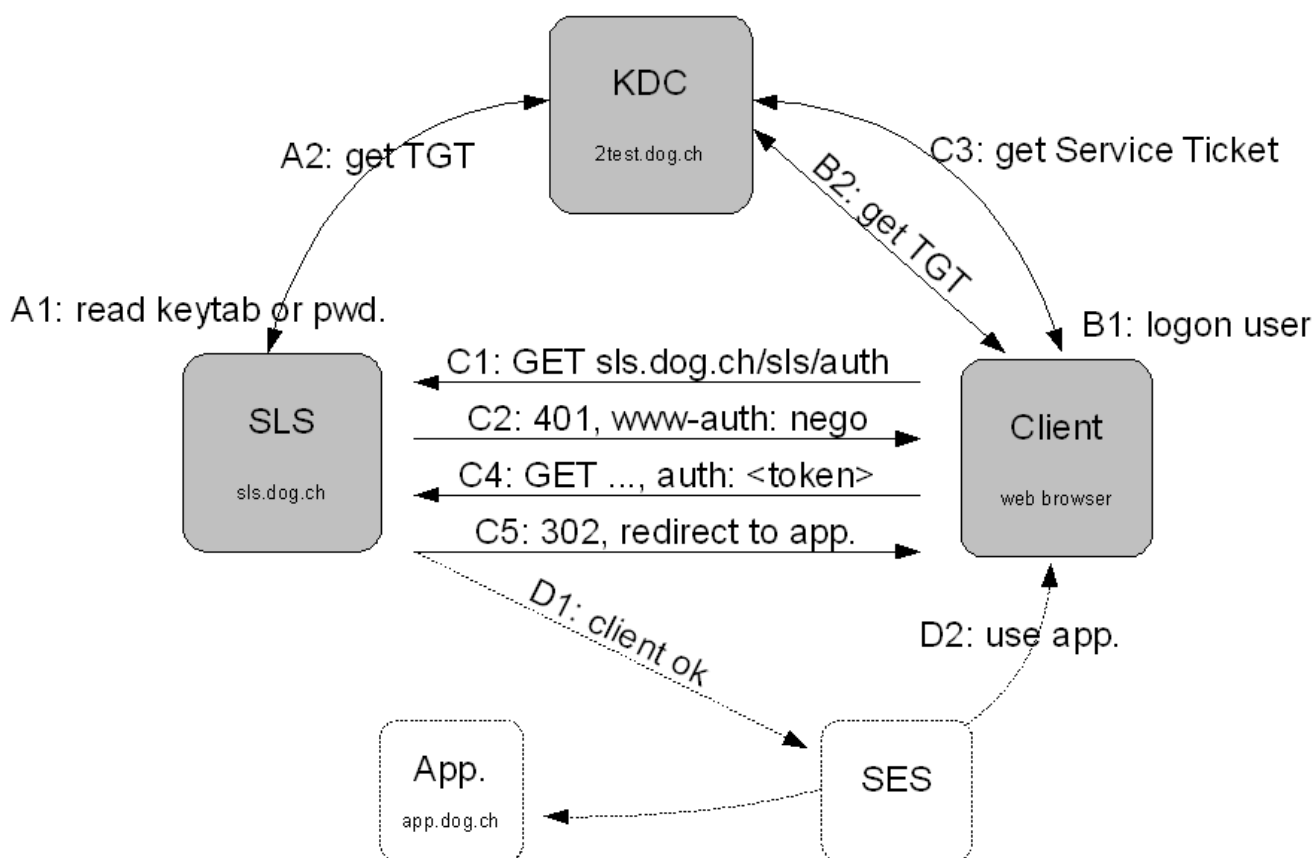 KDC
2test.dog.ch
A2: get TGT
C3: get Service Ticket
B2: get TGT
A1: read keytab or pwd.
B1: logon user
C1: GET sls.dog.ch/sls/auth
SLS
sls.dog.ch
C2: 401, www-auth: nego
Client
web browser
C4: GET ..., auth: <token>
C5: 302, redirect to app.
D1: client ok
D2: use app.
App.
app.dog.ch
SES